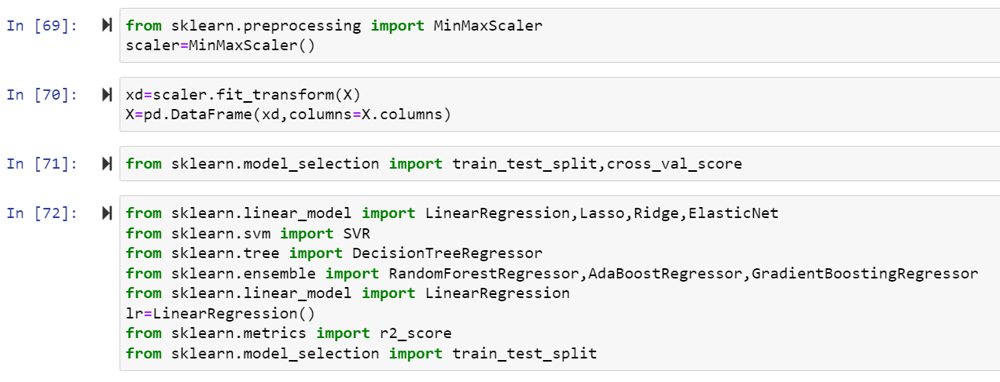 In [69]:
from sklearn.preprocessing import MinMaxScaler
scaler=MinMaxScaler()
In [70]:
xd=scaler.fit_transform(X)
X=pd.DataFrame(xd,columns=X.columns)
In [71]:
from sklearn.model_selection import train_test_split,cross_val_score
In [72]:
from sklearn.linear_model import LinearRegression,Lasso,Ridge,ElasticNet
from sklearn.svm import SVR
from sklearn.tree import DecisionTreeRegressor
from sklearn.ensemble import RandomForestRegressor,AdaBoostRegressor,GradientBoostingRegressor
from sklearn.linear_model import LinearRegression
lr=LinearRegression()
from sklearn.metrics import r2_score
from sklearn.model_selection import train_test_split